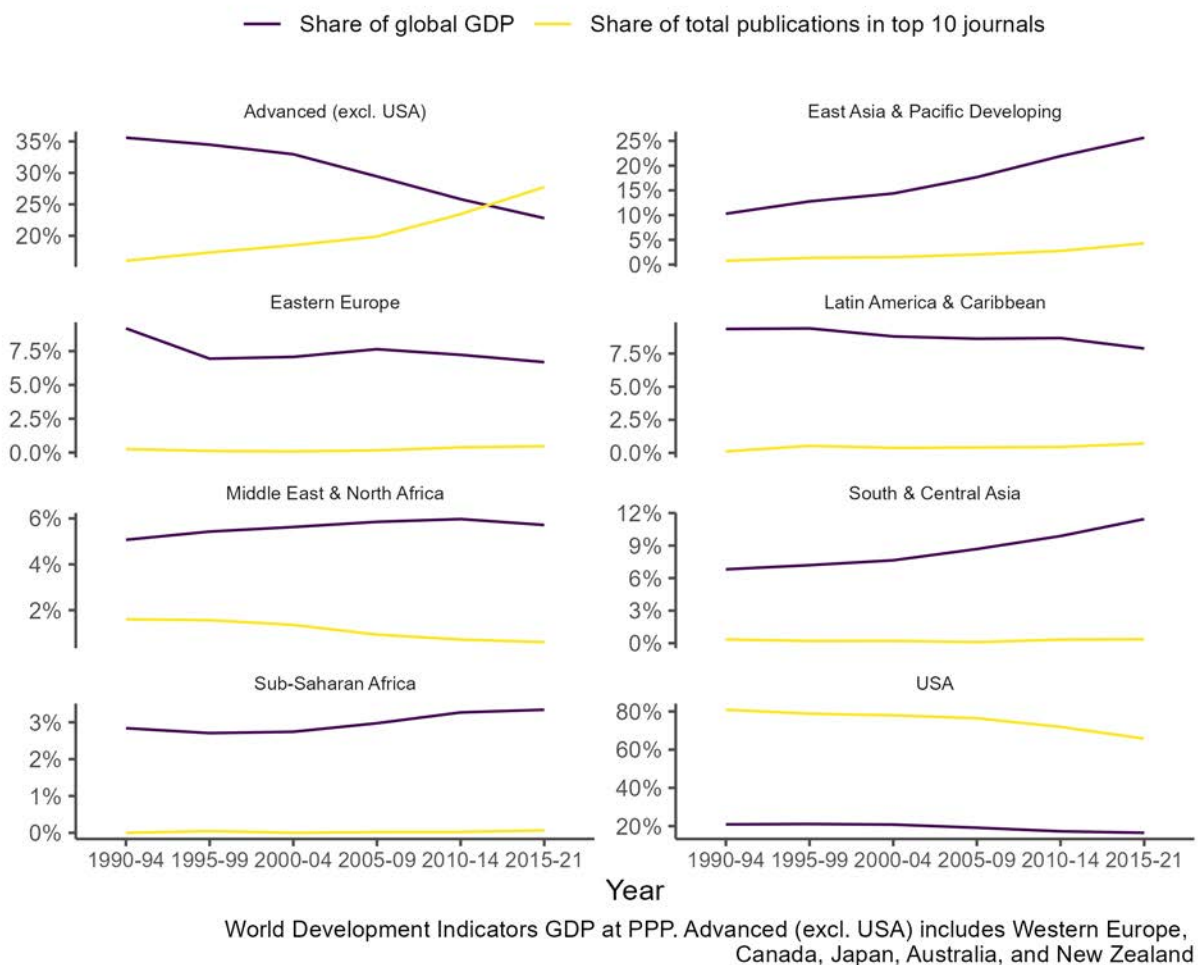 Share of global GDP Share of total publications in top 10 journals
Advanced (excl. USA)
35%
30%
25%
20%
East Asia & Pacific Developing
25%
20%
15%
10%
5%
0%
Eastern Europe
7.5%
5.0%
2.5%
0.0%
Latin America & Caribbean
7.5%
5.0%
2.5%
0.0%
Middle East & North Africa
6%
4%
2%
South & Central Asia
12%
9%
6%
3%
0%
Sub-Saharan Africa
3%
2%
1%
0%
USA
80%
60%
40%
20%
1990-94 1995-99 2000-04 2005-09 2010-14 2015-21
1990-94 1995-99 2000-04 2005-09 2010-14 2015-21
Year
World Development Indicators GDP at PPP. Advanced (excl. USA) includes Western Europe,
Canada, Japan, Australia, and New Zealand